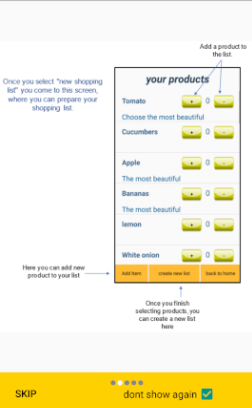 Add a product to
the list
Once you select "new shopping
list" you come to this screen,
where you can prepare your
shopping list.
your products
Tomato + 0 -
Choose the most beautiful
Cucumbers + 0 -
Apple + 0 -
The most beautiful
Bananas + 0 -
The most beautiful
lemon + 0 -
White onion + 0 -
Here you can add new
product to your list
Add Item create new list back to home
Once you finish
selecting products, you
can create a new list
here
SKIP dont show again